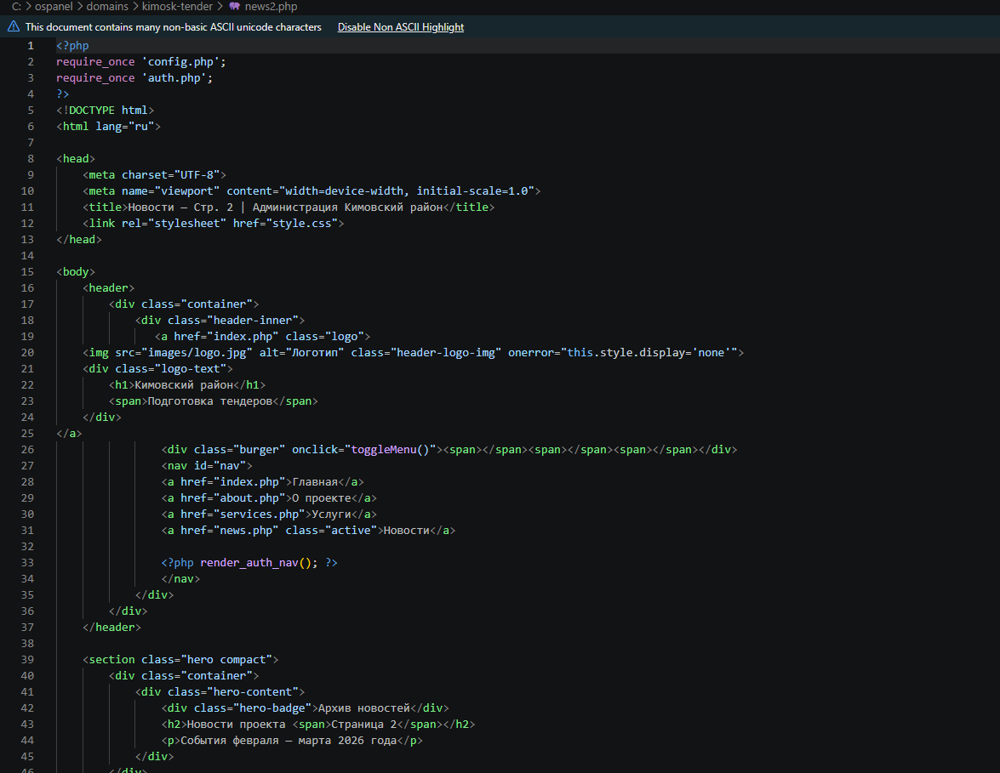 C: > ospanel > domains > kimosk-tender > news2.php
This document contains many non-basic ASCII unicode characters Disable Non ASCII Highlight
1 <?php
2 require_once 'config.php';
3 require_once 'auth.php';
4 ?>
5 <!DOCTYPE html>
6 <html lang="ru">
7
8 <head>
9     <meta charset="UTF-8">
10     <meta name="viewport" content="width=device-width, initial-scale=1.0">
11     <title>Новости — Стр. 2 | Администрация Кимовский район</title>
12     <link rel="stylesheet" href="style.css">
13 </head>
14
15 <body>
16     <header>
17         <div class="container">
18             <div class="header-inner">
19                <a href="index.php" class="logo">
20     <img src="images/logo.jpg" alt="Логотип" class="header-logo-img" onerror="this.style.display='none'">
21     <div class="logo-text">
22         <h1>Кимовский район</h1>
23         <span>Подготовка тендеров</span>
24     </div>
25 </a>
26                 <div class="burger" onclick="toggleMenu()"><span></span><span></span><span></span></div>
27                 <nav id="nav">
28                 <a href="index.php">Главная</a>
29                 <a href="about.php">О проекте</a>
30                 <a href="services.php">Услуги</a>
31                 <a href="news.php" class="active">Новости</a>
32
33                 <?php render_auth_nav(); ?>
34                 </nav>
35             </div>
36         </div>
37     </header>
38
39     <section class="hero compact">
40         <div class="container">
41             <div class="hero-content">
42                 <div class="hero-badge">Архив новостей</div>
43                 <h2>Новости проекта <span>Страница 2</span></h2>
44                 <p>События февраля — марта 2026 года</p>
45             </div>
46         </div>